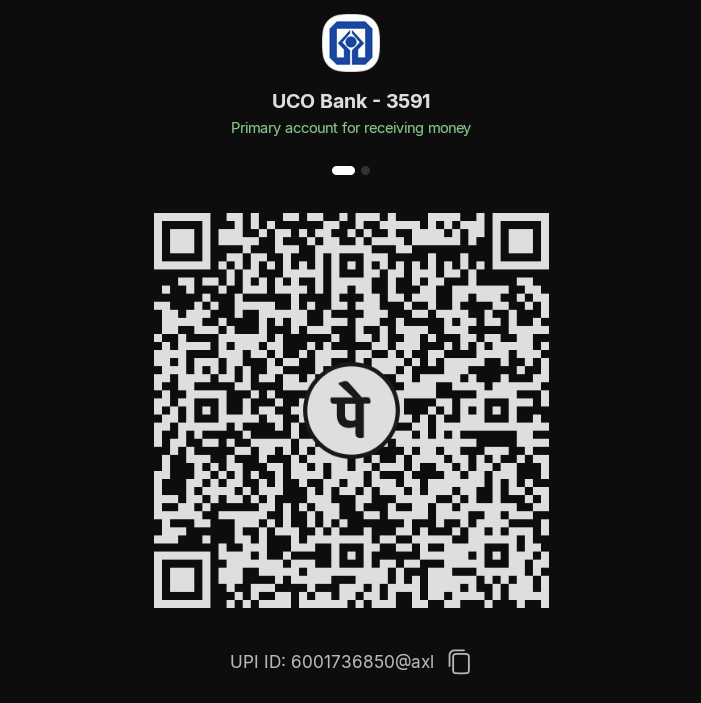 UCO Bank - 3591
Primary account for receiving money
पे
UPI ID: 6001736850@axl